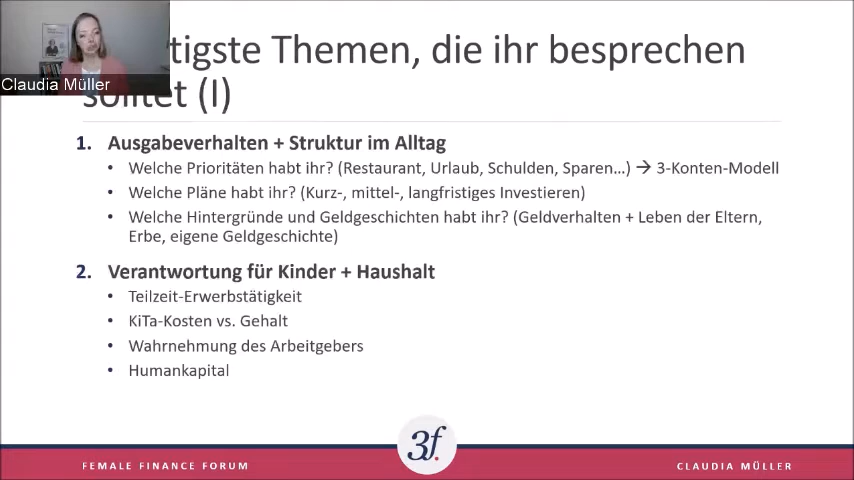 Claudia Müller
tigste Themen, die ihr besprechen
solltet (I)
1. Ausgabeverhalten + Struktur im Alltag
• Welche Prioritäten habt ihr? (Restaurant, Urlaub, Schulden, Sparen…) → 3-Konten-Modell
• Welche Pläne habt ihr? (Kurz-, mittel-, langfristiges Investieren)
• Welche Hintergründe und Geldgeschichten habt ihr? (Geldverhalten + Leben der Eltern,
Erbe, eigene Geldgeschichte)
2. Verantwortung für Kinder + Haushalt
• Teilzeit-Erwerbstätigkeit
• KiTa-Kosten vs. Gehalt
• Wahrnehmung des Arbeitgebers
• Humankapital
3f.
FEMALE FINANCE FORUM
CLAUDIA MÜLLER